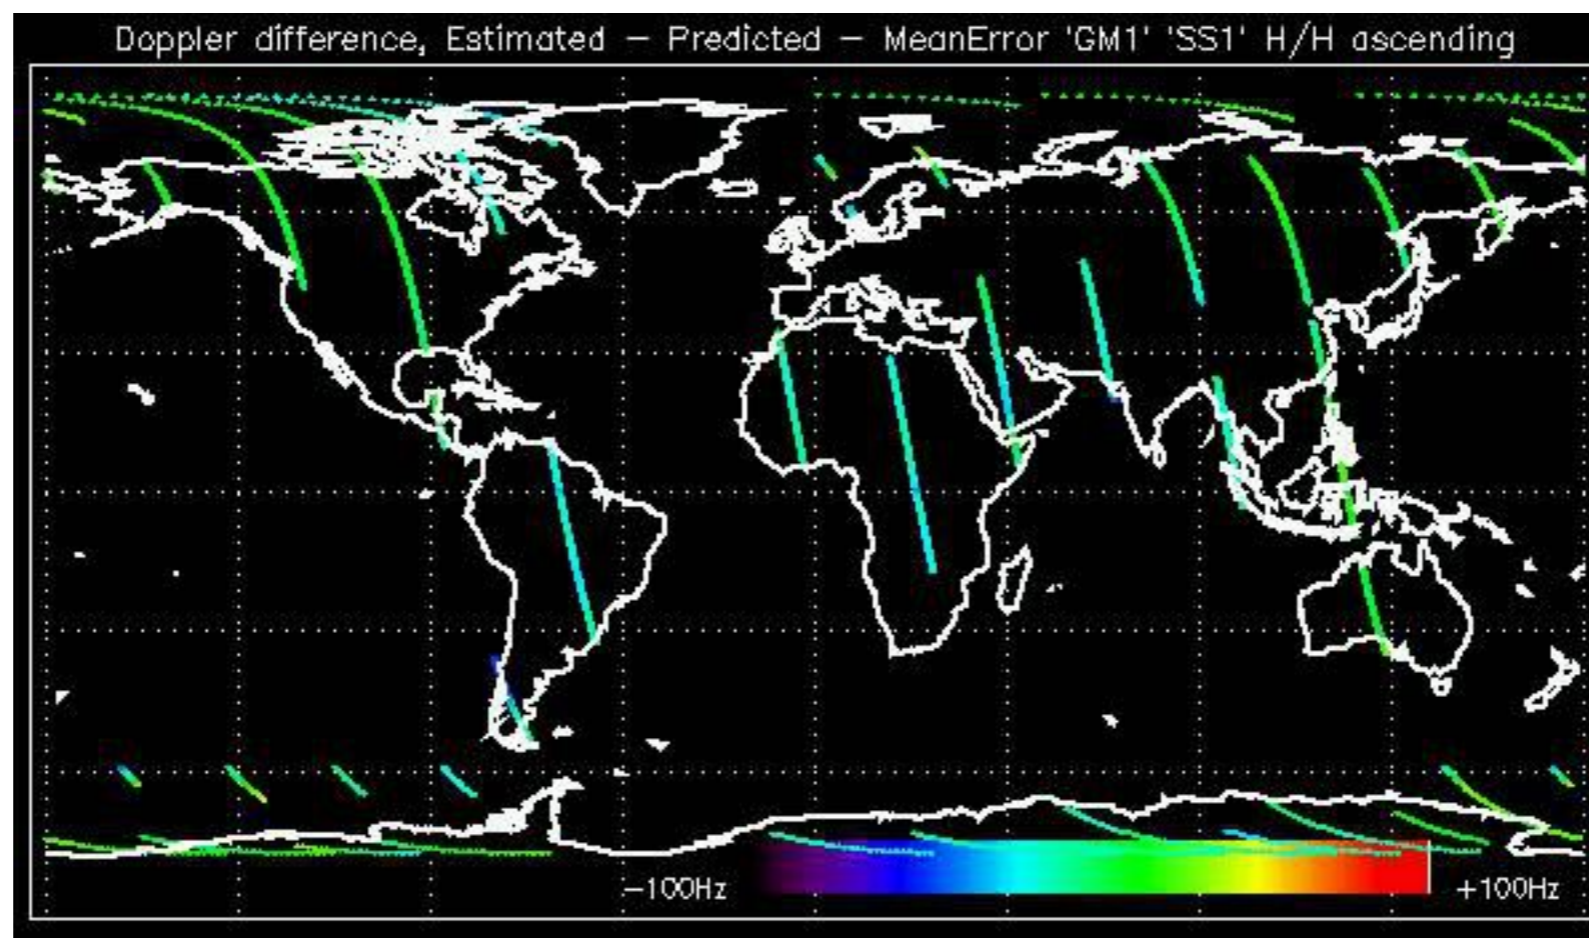 Doppler difference, Estimated − Predicted − MeanError 'GM1' 'SS1' H/H ascending
−100Hz
+100Hz